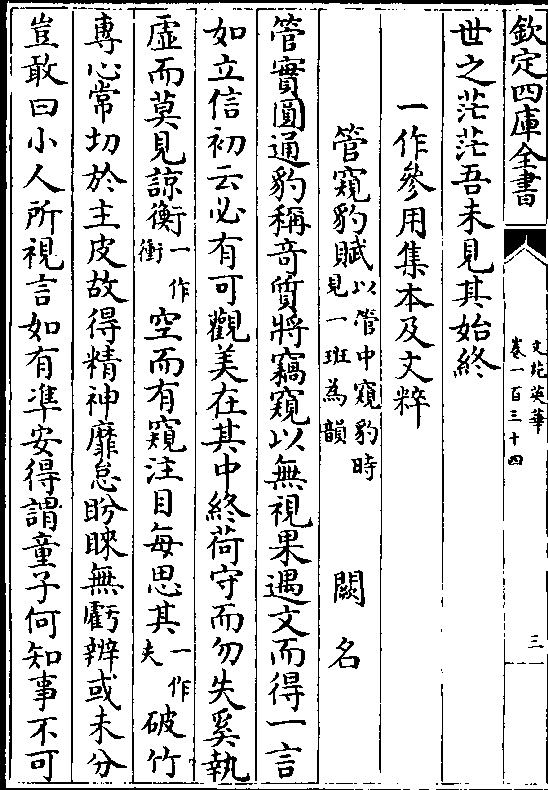 欽定四庫全書
文苑英華
卷一百三十四
三
世之茫茫吾未見其始終
一作參用集本及文粹
管窺豹賦以管中窺豹時見一班為韻 闕名
管實圓通豹稱竒質將竊窺以無視果遇文而得一言
如立信初云必有可觀美在其中終荷守而勿失奚執
虛而莫見諒衡一作衝空而有窺注目毎思其一作夫破竹
專心常切於主皮故得精神靡怠盼睞無虧辨或未分
豈敢曰小人所視言如有準安得謂童子何知事不可